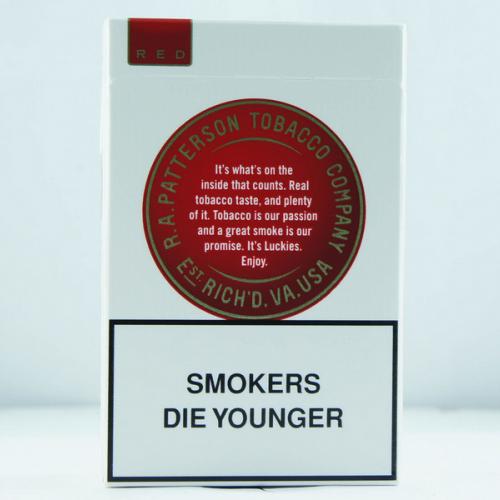 RED
R.A.PATTERSON TOBACCO COMPANY
It's what's on the
inside that counts. Real
tobacco taste, and plenty
of it. Tobacco is our passion
and a great smoke is our
promise. It's Luckies.
Enjoy.
EST. RICH'D. VA. USA
SMOKERS
DIE YOUNGER